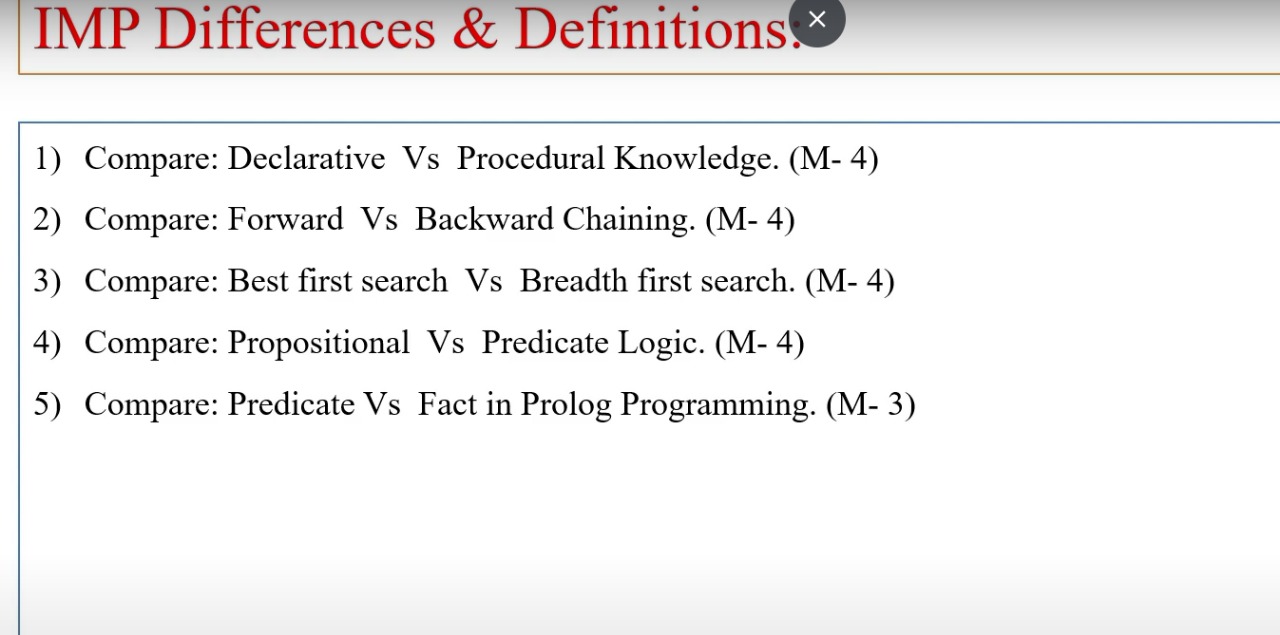 IMP Differences & Definitions:
1) Compare: Declarative Vs Procedural Knowledge. (M- 4)
2) Compare: Forward Vs Backward Chaining. (M- 4)
3) Compare: Best first search Vs Breadth first search. (M- 4)
4) Compare: Propositional Vs Predicate Logic. (M- 4)
5) Compare: Predicate Vs Fact in Prolog Programming. (M- 3)